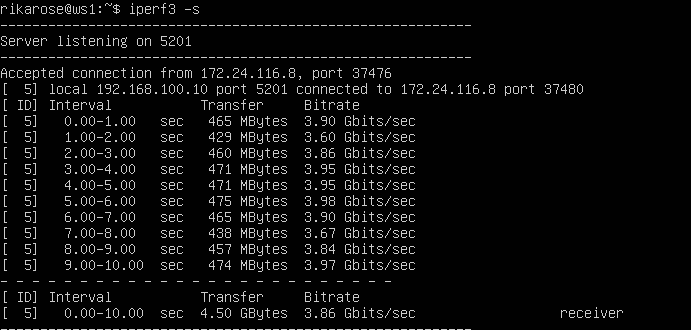 rikarose@ws1:~$ iperf3 -s
-----------------------------------------------------------
Server listening on 5201
-----------------------------------------------------------
Accepted connection from 172.24.116.8, port 37476
[  5] local 192.168.100.10 port 5201 connected to 172.24.116.8 port 37480
[ ID] Interval           Transfer     Bitrate
[  5]   0.00-1.00   sec   465 MBytes  3.90 Gbits/sec
[  5]   1.00-2.00   sec   429 MBytes  3.60 Gbits/sec
[  5]   2.00-3.00   sec   460 MBytes  3.86 Gbits/sec
[  5]   3.00-4.00   sec   471 MBytes  3.95 Gbits/sec
[  5]   4.00-5.00   sec   471 MBytes  3.95 Gbits/sec
[  5]   5.00-6.00   sec   475 MBytes  3.98 Gbits/sec
[  5]   6.00-7.00   sec   465 MBytes  3.90 Gbits/sec
[  5]   7.00-8.00   sec   438 MBytes  3.67 Gbits/sec
[  5]   8.00-9.00   sec   457 MBytes  3.84 Gbits/sec
[  5]   9.00-10.00  sec   474 MBytes  3.97 Gbits/sec
- - - - - - - - - - - - - - - - - - - - - - - - -
[ ID] Interval           Transfer     Bitrate
[  5]   0.00-10.00  sec  4.50 GBytes  3.86 Gbits/sec                  receiver
-----------------------------------------------------------